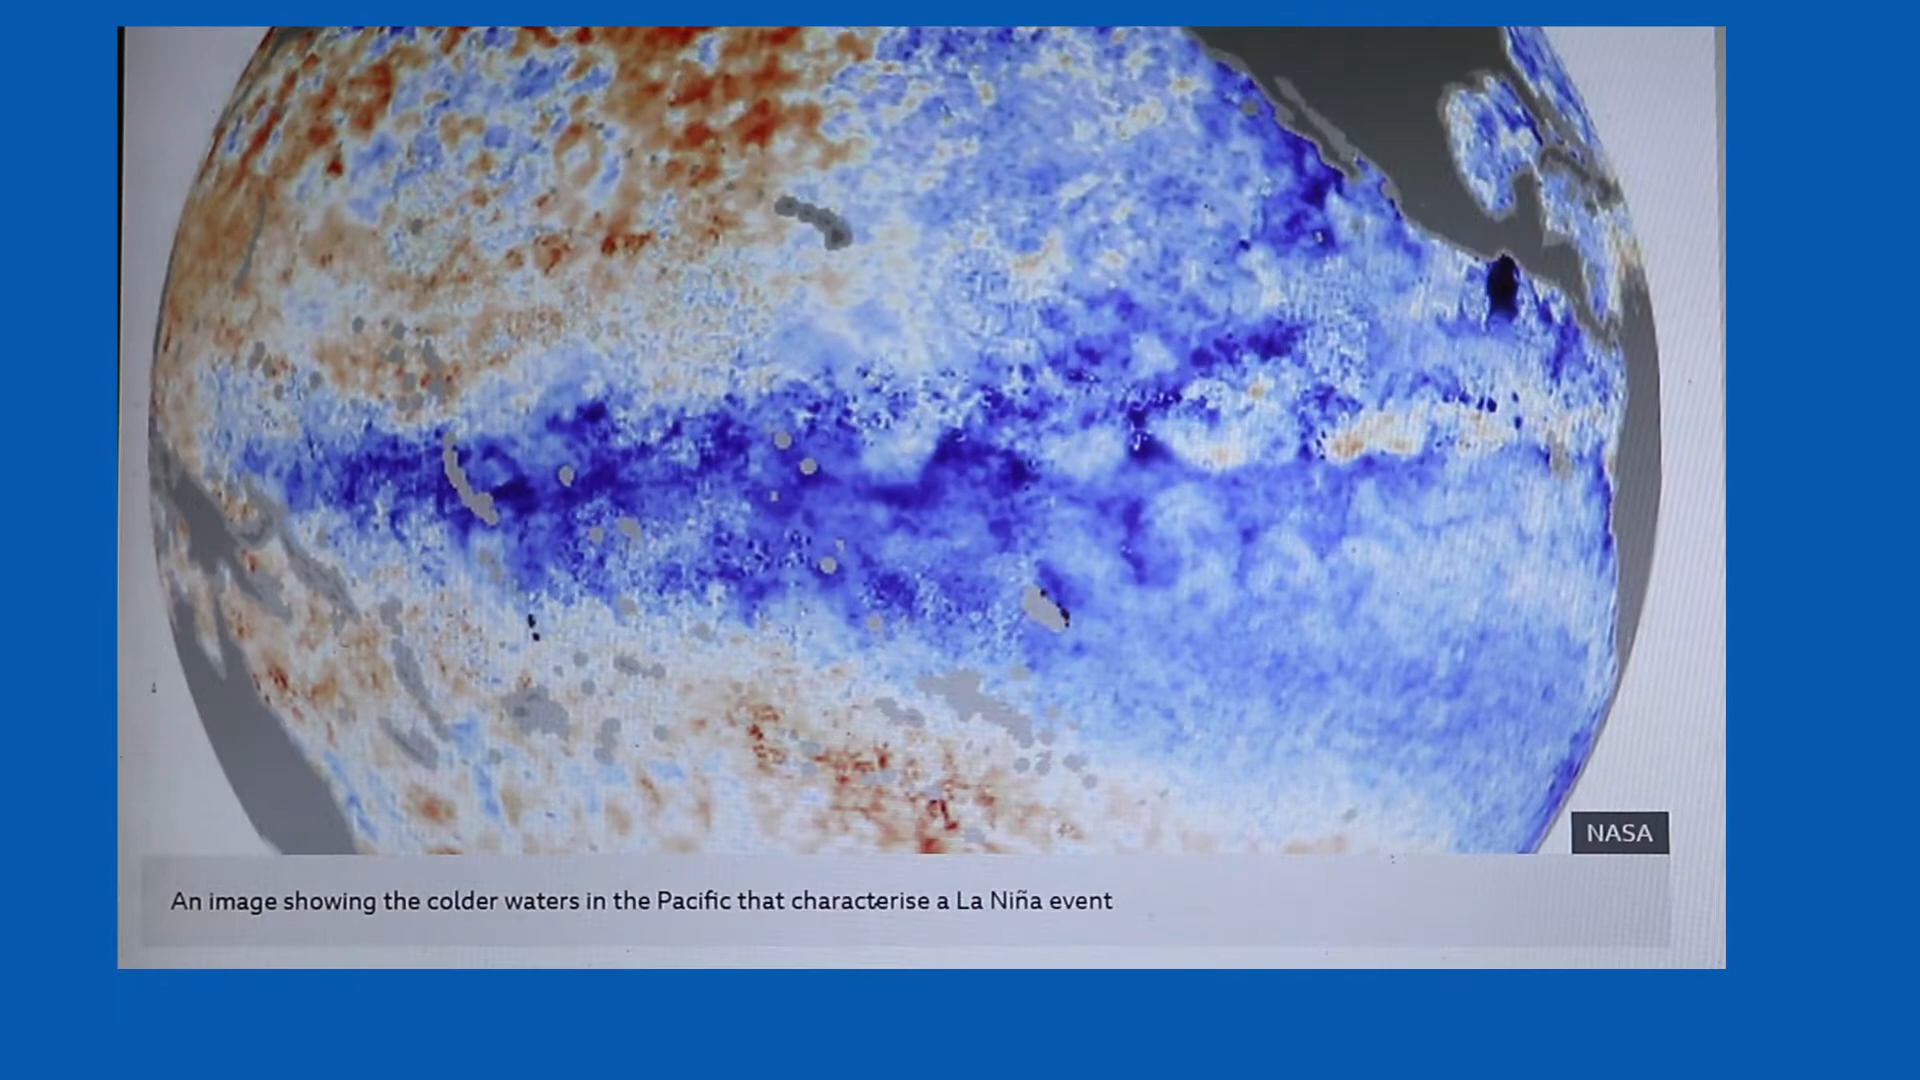 NASA
An image showing the colder waters in the Pacific that characterise a La Niña event